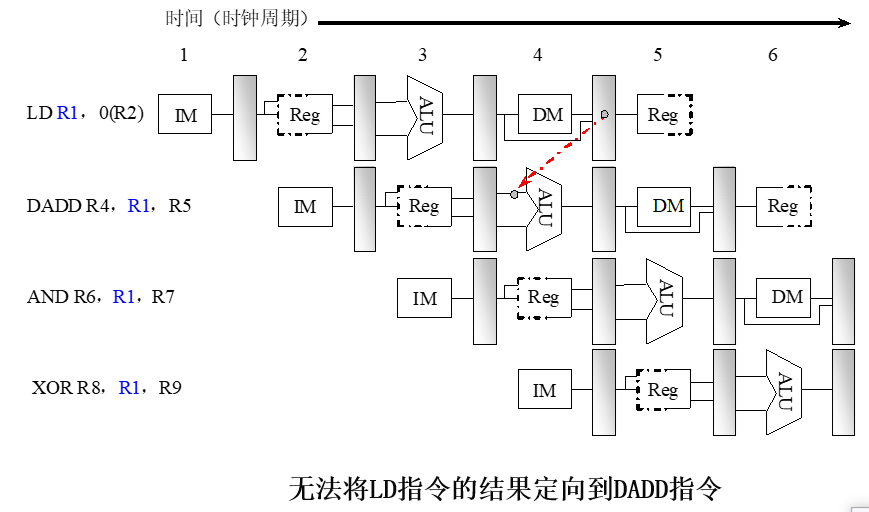 时间（时钟周期）
1 2 3 4 5 6
LD R1，0(R2) IM Reg ALU DM Reg
DADD R4，R1，R5 IM Reg ALU DM Reg
AND R6，R1，R7 IM Reg ALU DM
XOR R8，R1，R9 IM Reg ALU
无法将LD指令的结果定向到DADD指令